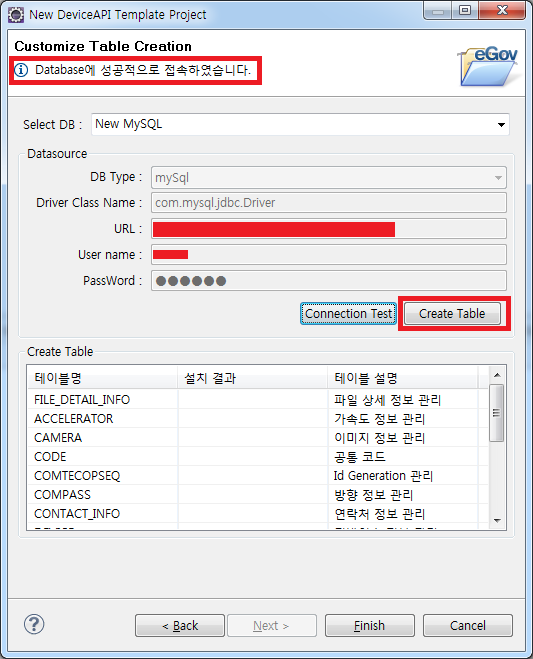 New DeviceAPI Template Project
Customize Table Creation
Database에 성공적으로 접속하였습니다.
eGov
Select DB : New MySQL
Datasource
DB Type : mySql
Driver Class Name : com.mysql.jdbc.Driver
URL :
User name :
PassWord : ●●●●●●
Connection Test Create Table
Create Table
테이블명 설치 결과 테이블 설명
FILE_DETAIL_INFO 파일 상세 정보 관리
ACCELERATOR 가속도 정보 관리
CAMERA 이미지 정보 관리
CODE 공통 코드
COMTECOPSEQ Id Generation 관리
COMPASS 방향 정보 관리
CONTACT_INFO 연락처 정보 관리
< Back Next > Finish Cancel